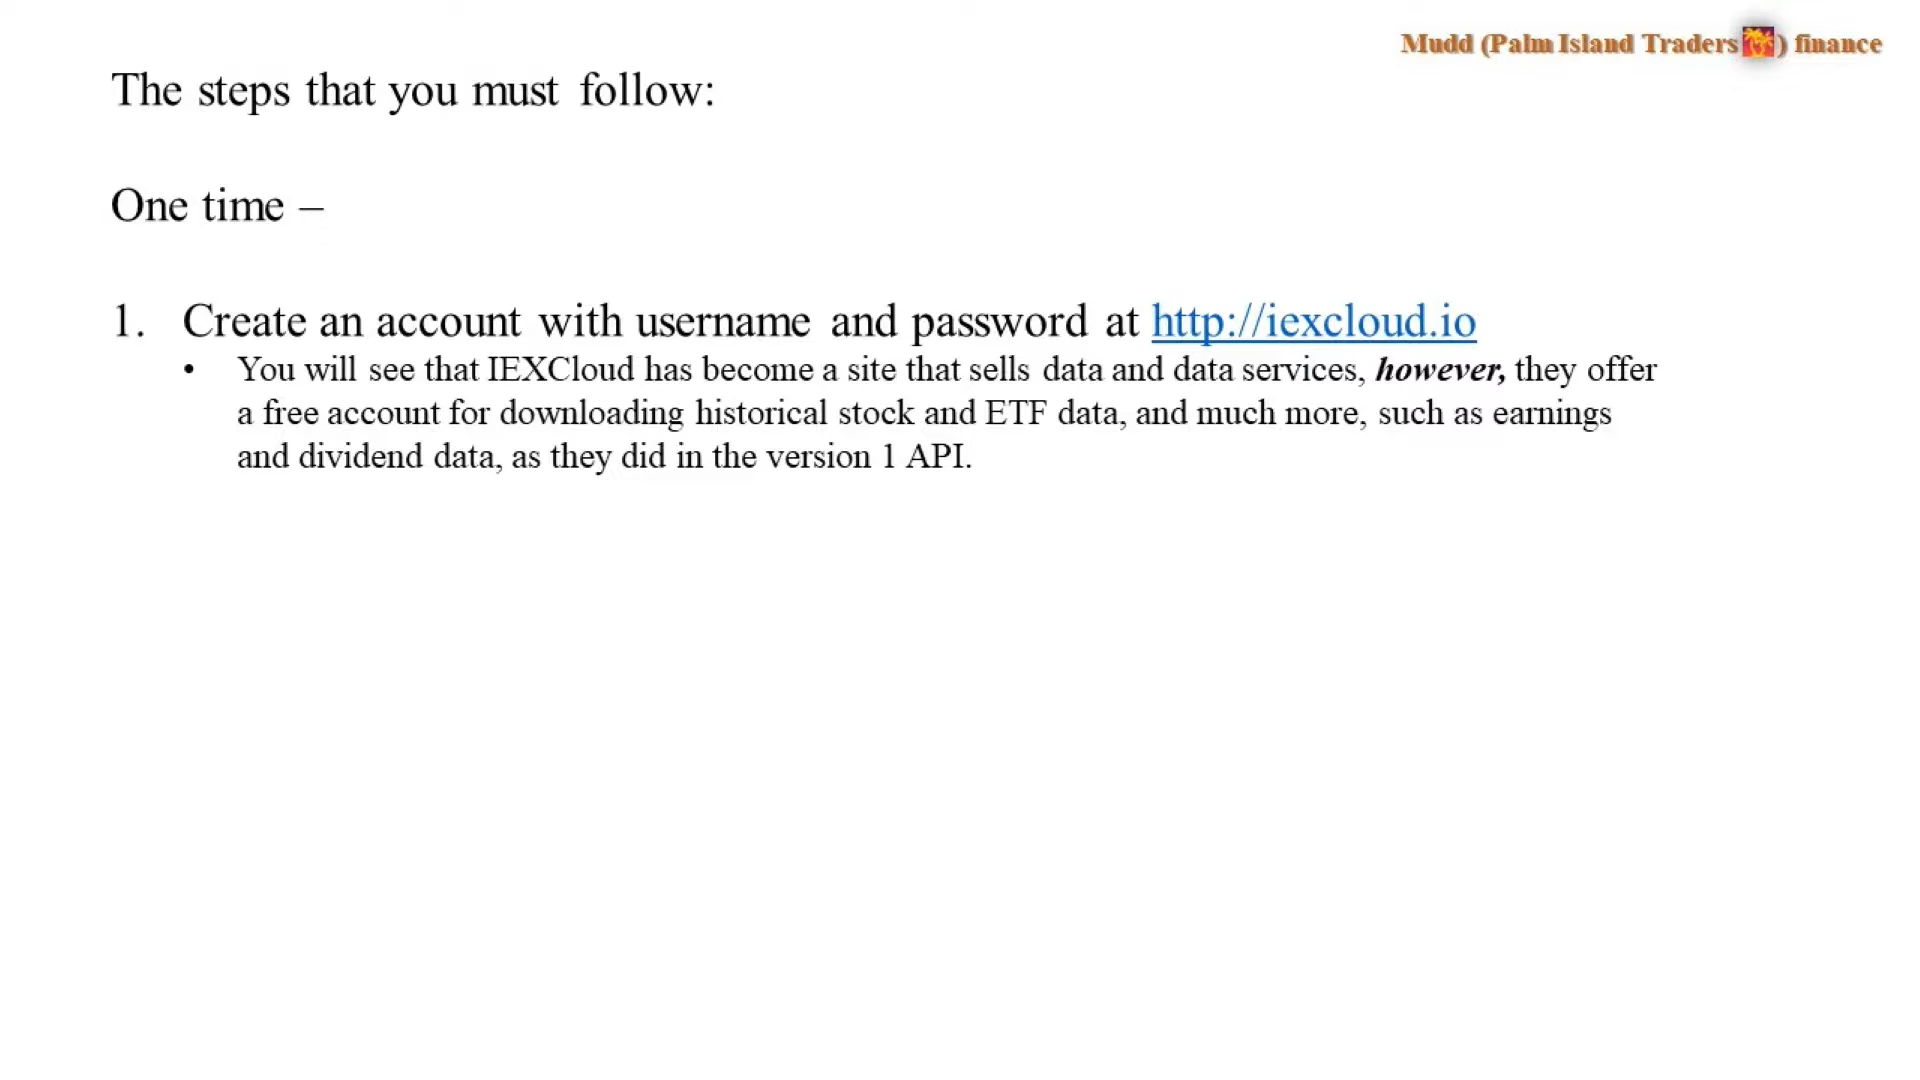 Mudd (Palm Island Traders ) finance
The steps that you must follow:
One time –
1. Create an account with username and password at http://iexcloud.io
• You will see that IEXCloud has become a site that sells data and data services, however, they offer
a free account for downloading historical stock and ETF data, and much more, such as earnings
and dividend data, as they did in the version 1 API.